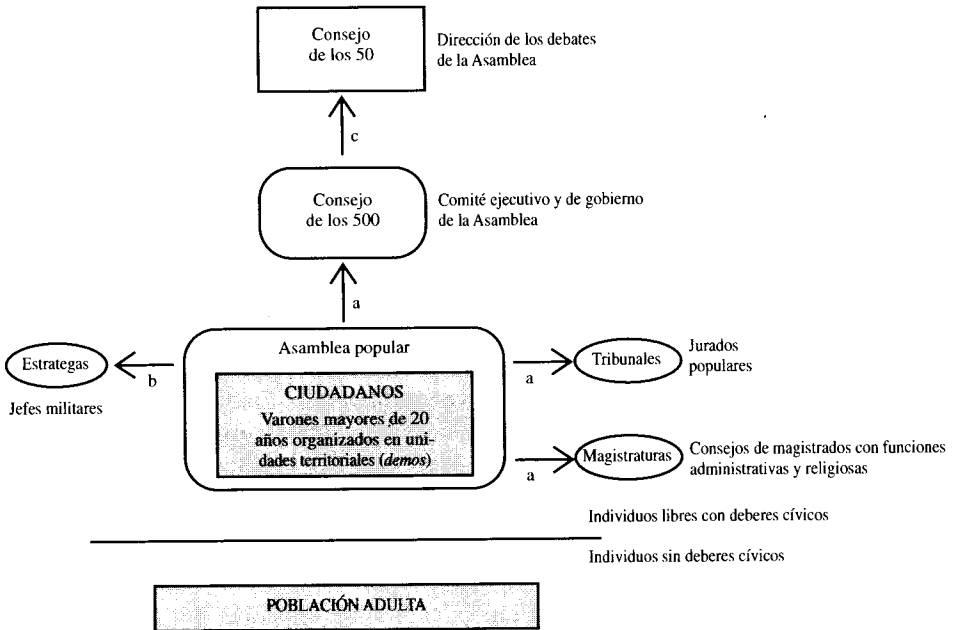 Consejo
de los 50
Dirección de los debates
de la Asamblea
c
Consejo
de los 500
Comité ejecutivo y de gobierno
de la Asamblea
a
Asamblea popular
Estrategas
b
Jefes militares
CIUDADANOS
Varones mayores de 20
años organizados en uni-
dades territoriales (demos)
Tribunales
a
Jurados
populares
Magistraturas
a
Consejos de magistrados con funciones
administrativas y religiosas
Individuos libres con deberes cívicos
Individuos sin deberes cívicos
POBLACIÓN ADULTA